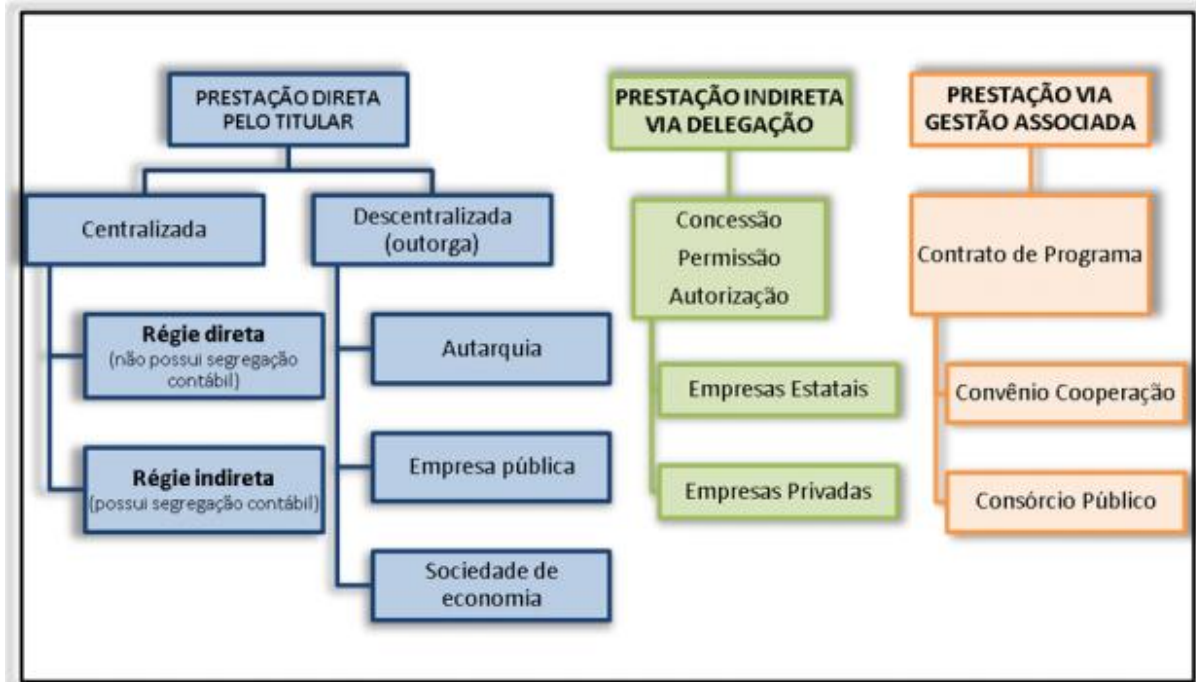 PRESTAÇÃO DIRETA
PELO TITULAR
Centralizada
Régie direta
(não possui segregação
contábil)
Régie indireta
(possui segregação contábil)
Descentralizada
(outorga)
Autarquia
Empresa pública
Sociedade de
economia
PRESTAÇÃO INDIRETA
VIA DELEGAÇÃO
Concessão
Permissão
Autorização
Empresas Estatais
Empresas Privadas
PRESTAÇÃO VIA
GESTÃO ASSOCIADA
Contrato de Programa
Convênio Cooperação
Consórcio Público